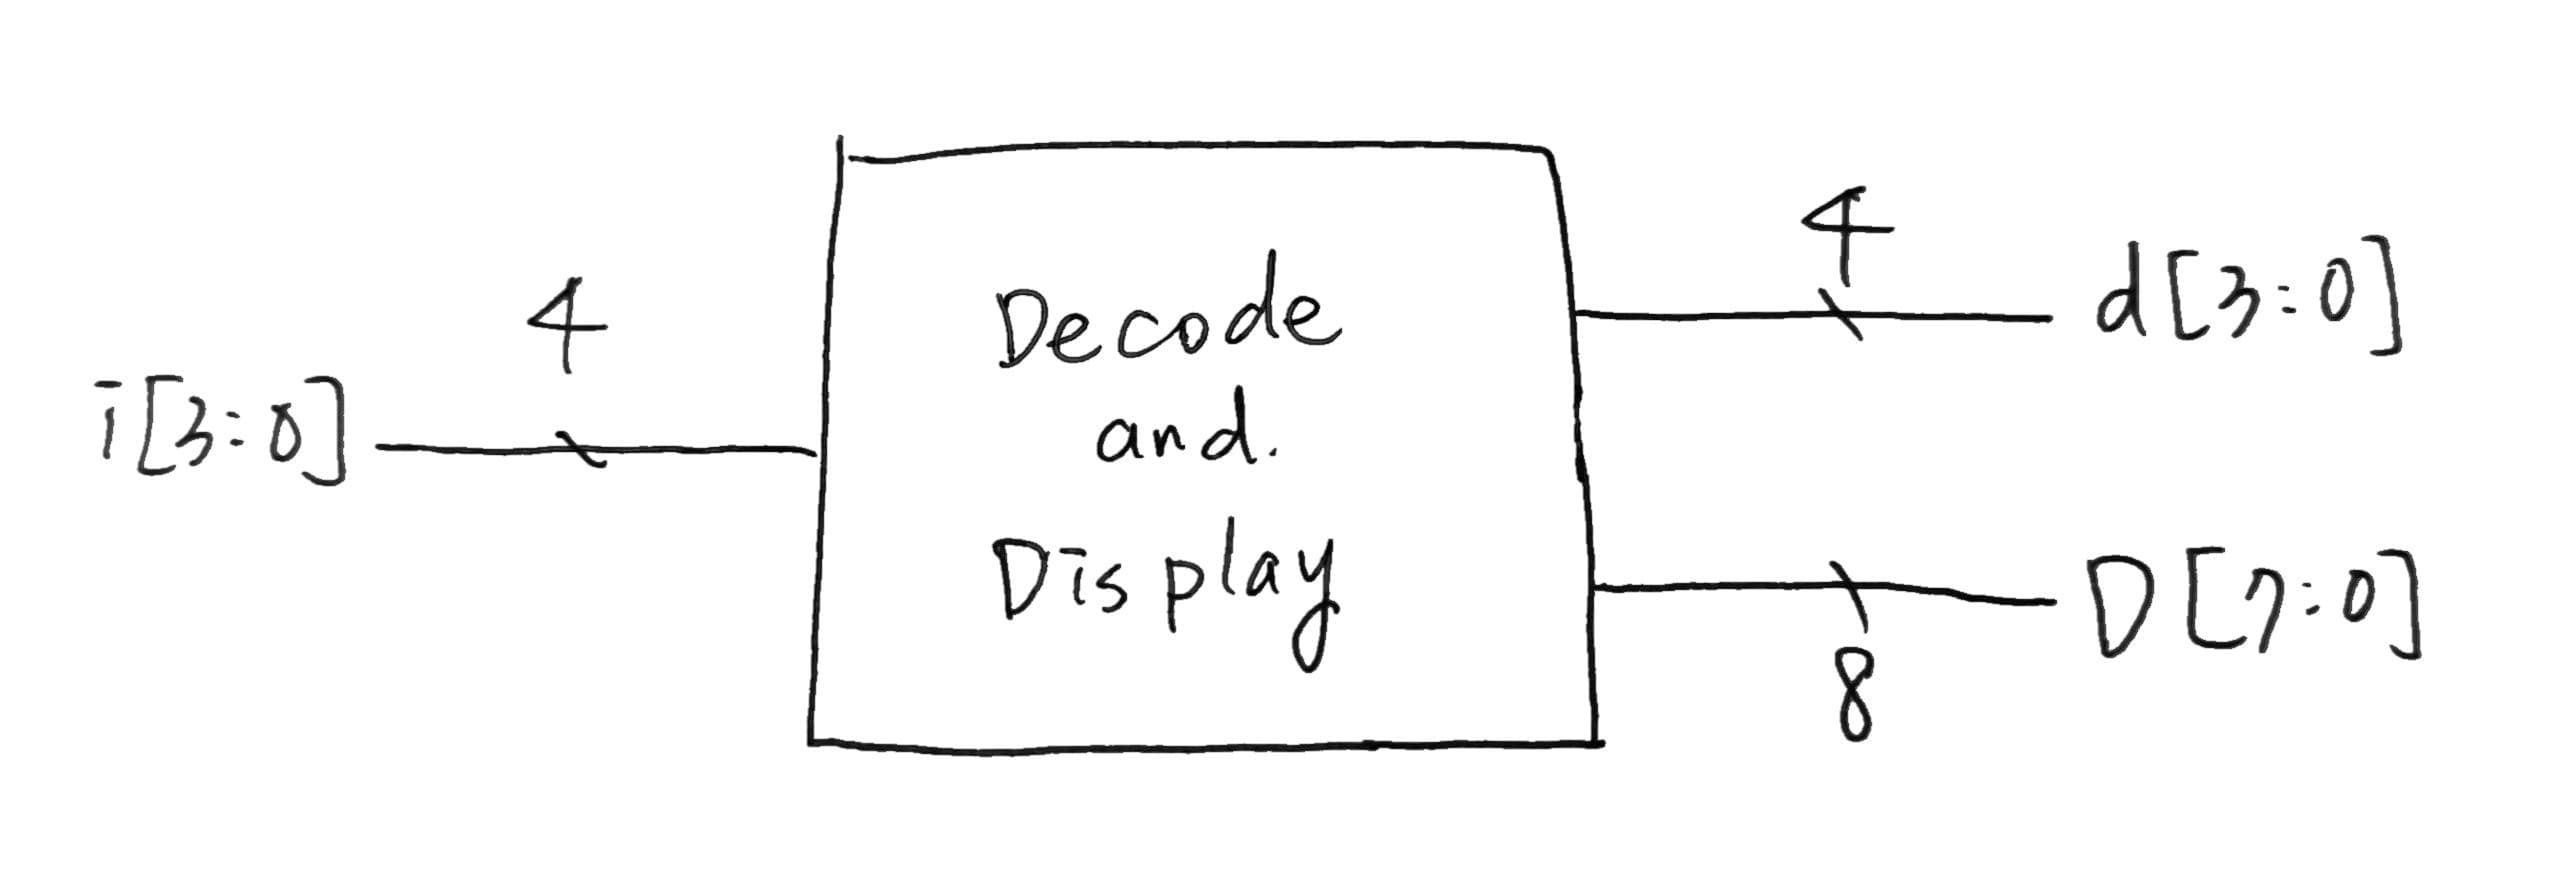 4
i[3:0]
Decode
and.
Display
4
d[3:0]
D[7:0]
8